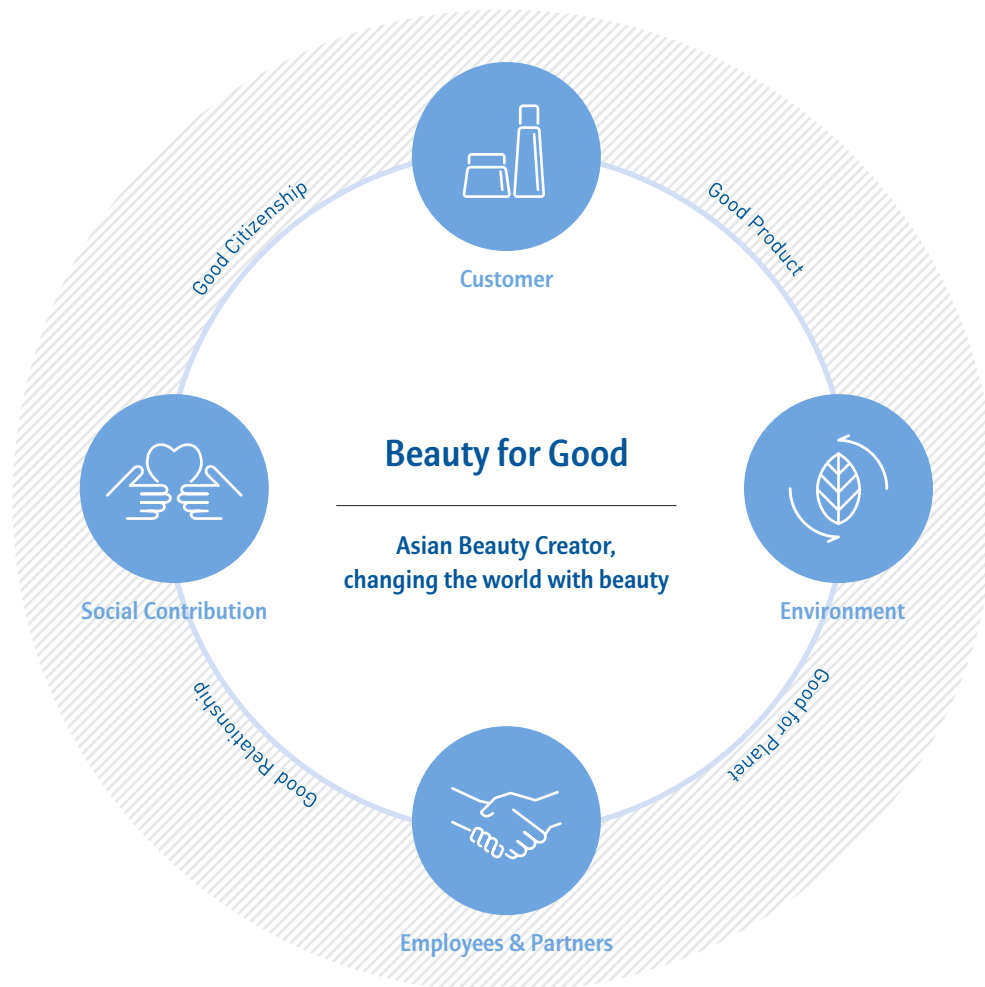 Customer
Good Citizenship
Good Product
Beauty for Good
Asian Beauty Creator,
changing the world with beauty
Social Contribution
Environment
Good Relationship
Good for Planet
Employees & Partners